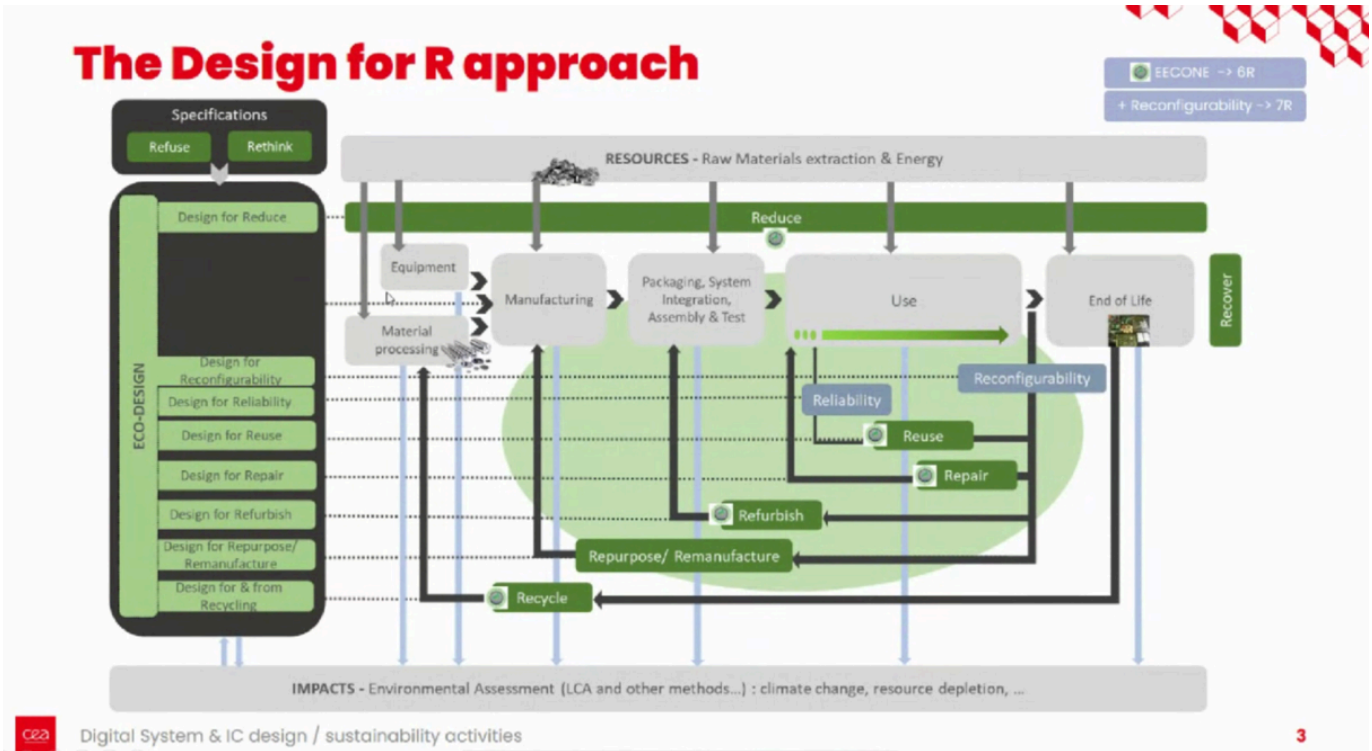 The Design for R approach
EECONE -> 6R
+ Reconfigurability -> 7R
Specifications
Refuse
Rethink
RESOURCES - Raw Materials extraction & Energy
ECO-DESIGN
Design for Reduce
Reduce
Equipment
Material
processing
Manufacturing
Packaging, System
Integration,
Assembly & Test
Use
End of Life
Recover
Design for
Reconfigurability
Reconfigurability
Design for Reliability
Reliability
Design for Reuse
Reuse
Design for Repair
Repair
Design for Refurbish
Refurbish
Design for Repurpose/
Remanufacture
Repurpose/ Remanufacture
Design for & from
Recycling
Recycle
IMPACTS - Environmental Assessment (LCA and other methods...) : climate change, resource depletion, ...
cea
Digital System & IC design / sustainability activities
3